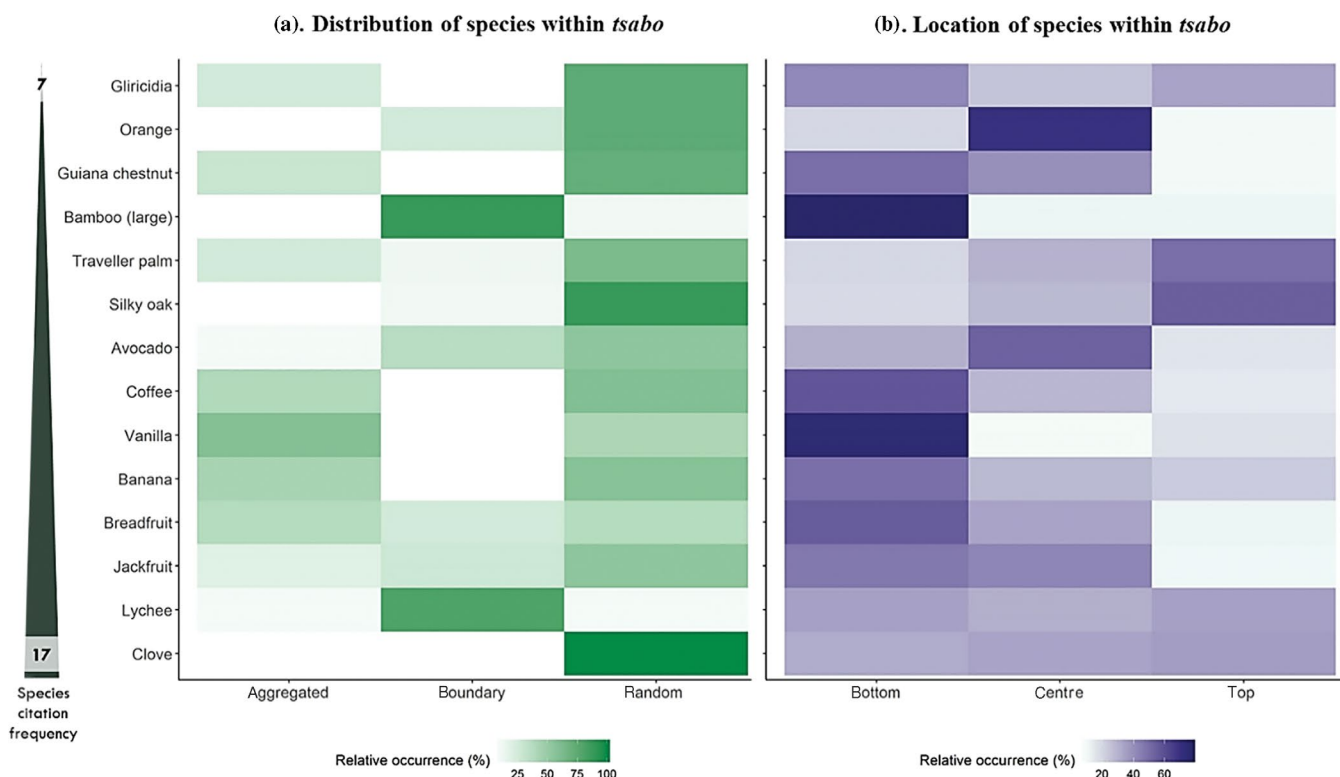 (a). Distribution of species within tsabo
(b). Location of species within tsabo
7
Gliricidia
Orange
Guiana chestnut
Bamboo (large)
Traveller palm
Silky oak
Avocado
Coffee
Vanilla
Banana
Breadfruit
Jackfruit
Lychee
Clove
17
Species
citation
frequency
Aggregated Boundary Random
Bottom Centre Top
Relative occurrence (%)
25 50 75 100
Relative occurrence (%)
20 40 60